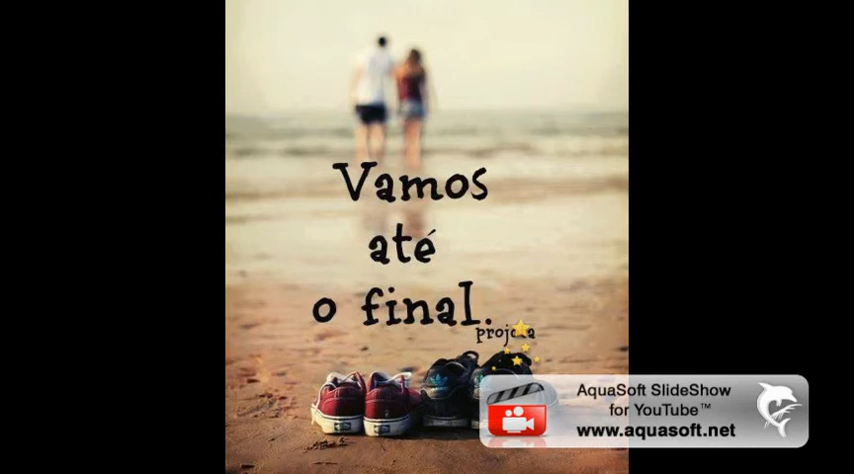 Vamos
até
o final.
AquaSoft SlideShow
for YouTube™
www.aquasoft.net